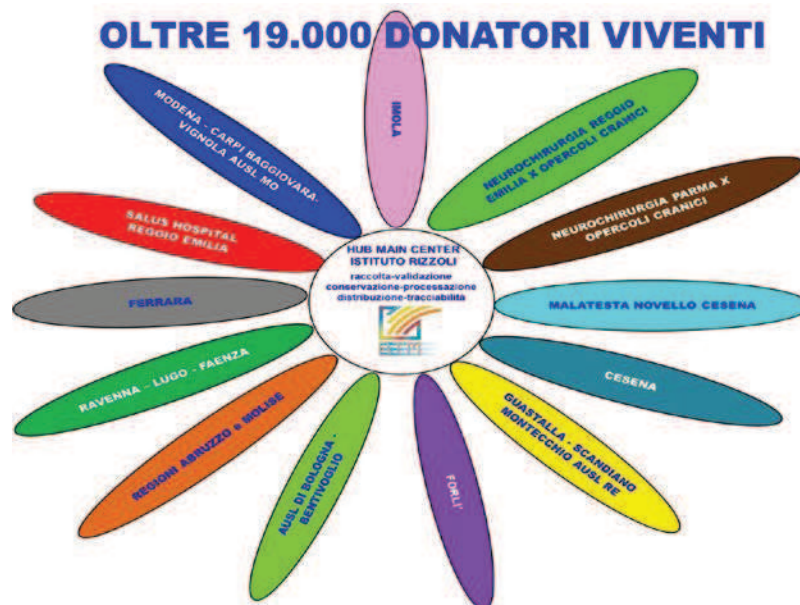 OLTRE 19.000 DONATORI VIVENTI
IMOLA
NEUROCHIRURGIA REGGIO
EMILIA X OPERCOLI CRANICI
NEUROCHIRURGIA PARMA X
OPERCOLI CRANICI
MALATESTA NOVELLO CESENA
CESENA
GUASTALLA - SCANDIANO
MONTECCHIO AUSL RE
FORLI'
AUSL DI BOLOGNA -
BENTIVOGLIO
REGIONI ABRUZZO e MOLISE
RAVENNA – LUGO - FAENZA
FERRARA
SALUS HOSPITAL
REGGIO EMILIA
MODENA - CARPI BAGGIOVARA-
VIGNOLA AUSL MO
HUB MAIN CENTER
ISTITUTO RIZZOLI
raccolta-validazione
conservazione-processazione
distribuzione-tracciabilità